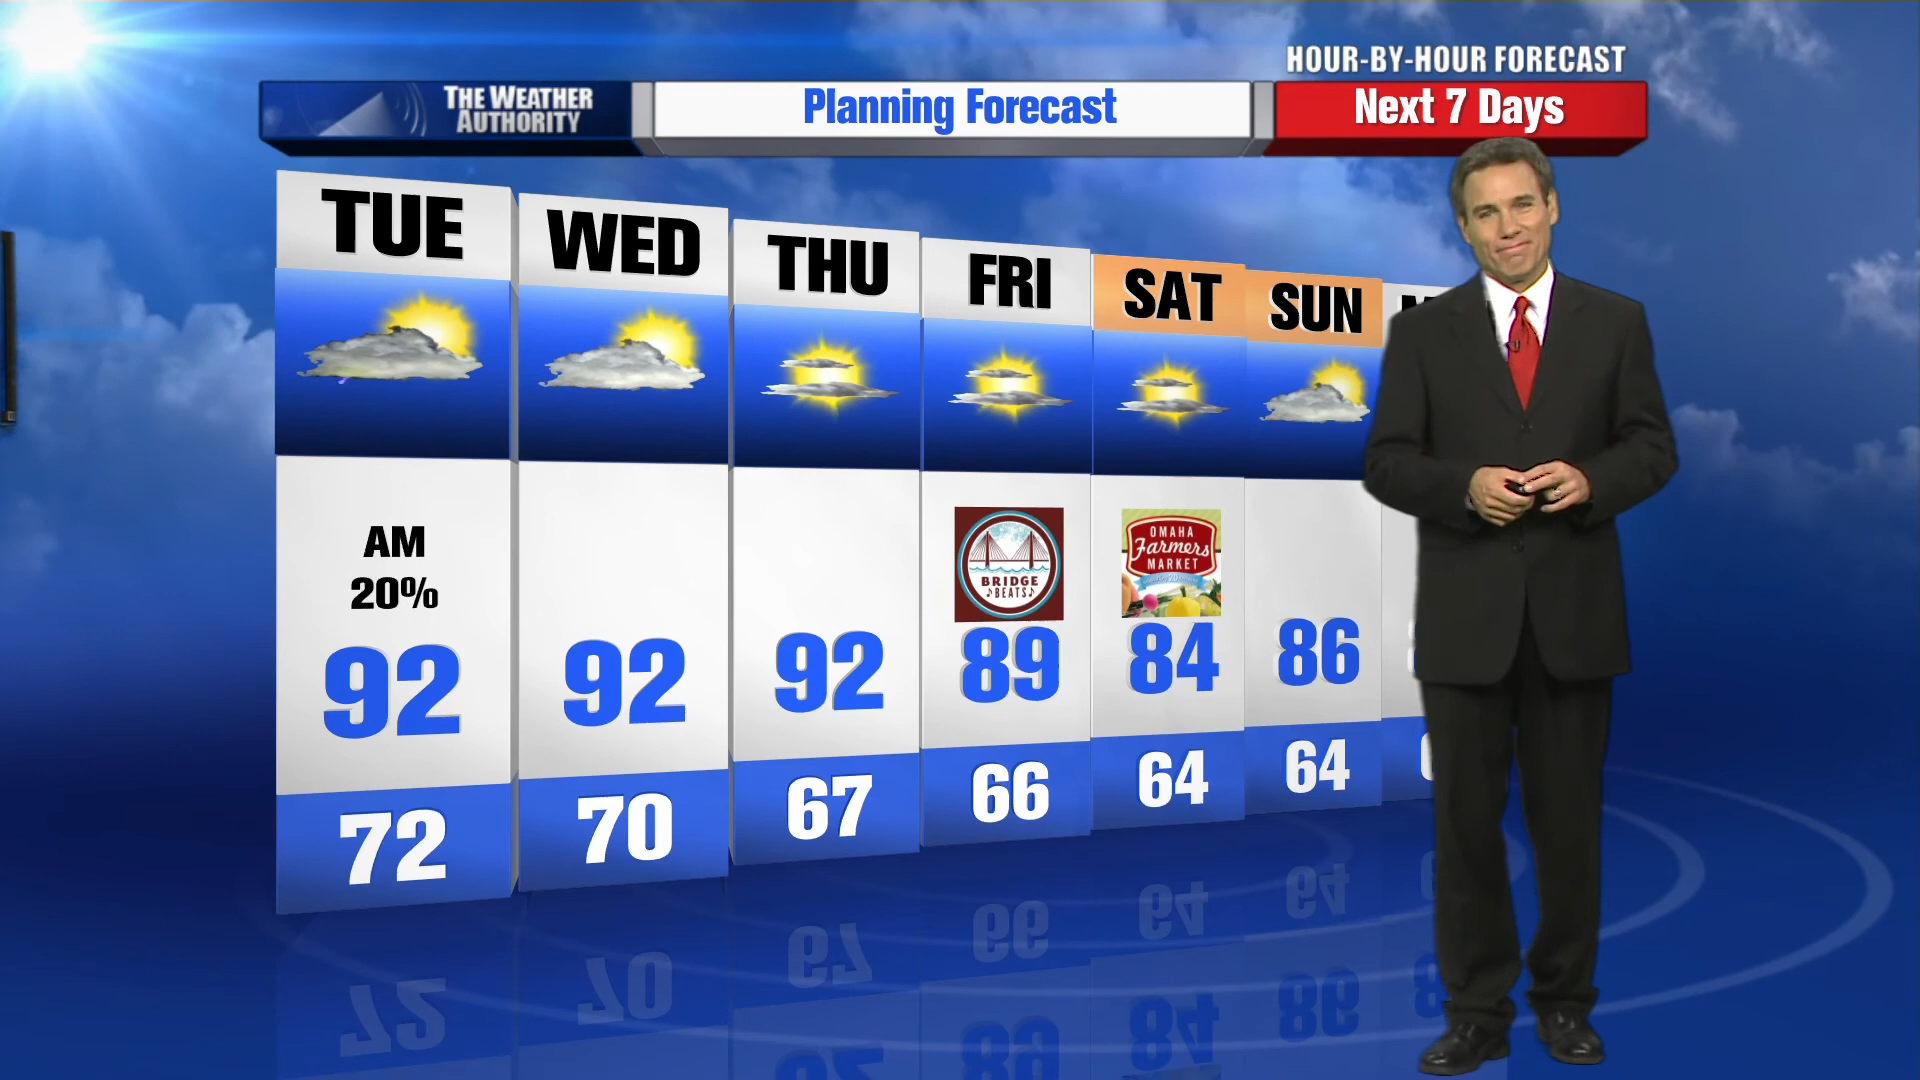 HOUR-BY-HOUR FORECAST
THE WEATHER
AUTHORITY
Planning Forecast
Next 7 Days
TUE
WED
THU
FRI
SAT
SUN
AM
20%
BRIDGE
BEATS
OMAHA
Farmers
MARKET
92
92
92
89
84
86
72
70
67
66
64
64